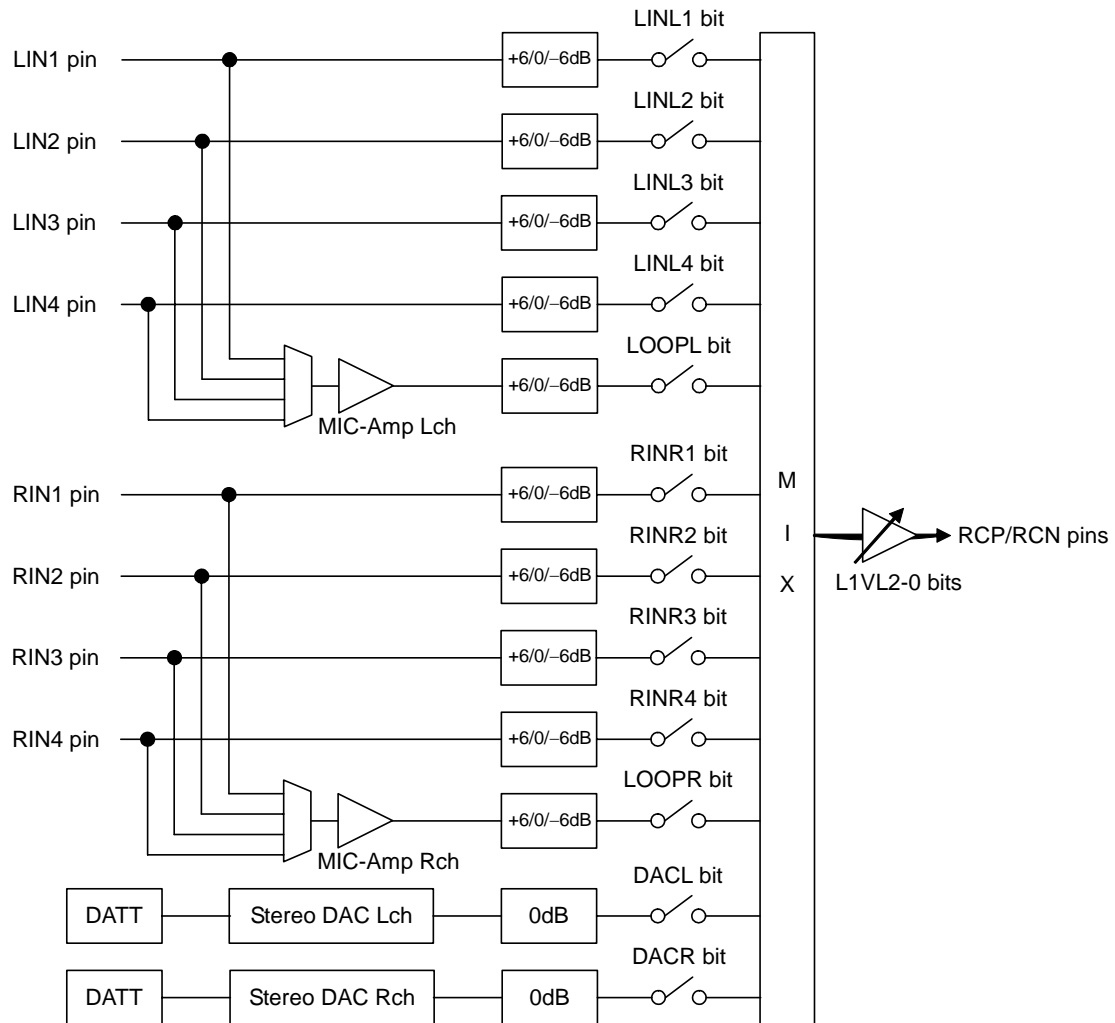 LINL1 bit
LIN1 pin
+6/0/−6dB
LINL2 bit
LIN2 pin
+6/0/−6dB
LINL3 bit
LIN3 pin
+6/0/−6dB
LINL4 bit
LIN4 pin
+6/0/−6dB
LOOPL bit
+6/0/−6dB
MIC-Amp Lch
RINR1 bit
RIN1 pin
+6/0/−6dB
M
I
X
RCP/RCN pins
L1VL2-0 bits
RINR2 bit
RIN2 pin
+6/0/−6dB
RINR3 bit
RIN3 pin
+6/0/−6dB
RINR4 bit
RIN4 pin
+6/0/−6dB
LOOPR bit
+6/0/−6dB
MIC-Amp Rch
DACL bit
DATT
Stereo DAC Lch
0dB
DACR bit
DATT
Stereo DAC Rch
0dB